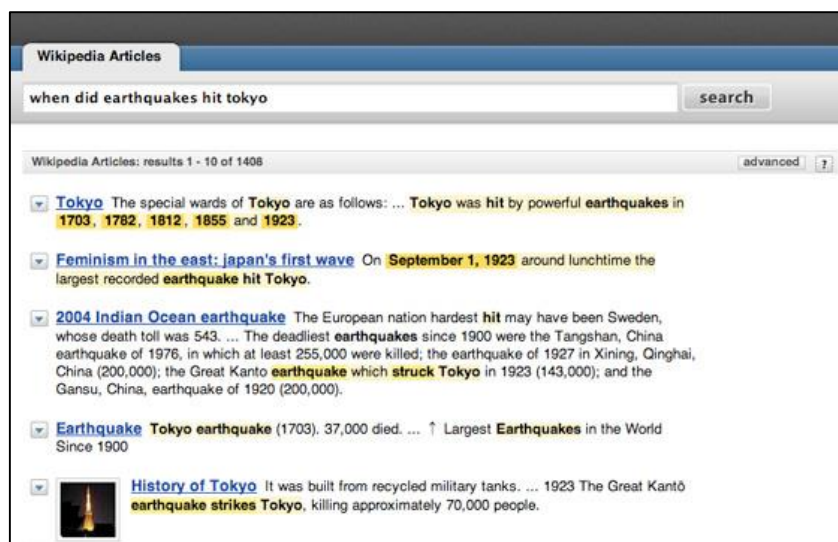 Wikipedia Articles
when did earthquakes hit tokyo
search
Wikipedia Articles: results 1 - 10 of 1408
advanced
?
Tokyo The special wards of Tokyo are as follows: ... Tokyo was hit by powerful earthquakes in
1703, 1782, 1812, 1855 and 1923.
Feminism in the east: japan's first wave On September 1, 1923 around lunchtime the
largest recorded earthquake hit Tokyo.
2004 Indian Ocean earthquake The European nation hardest hit may have been Sweden,
whose death toll was 543. ... The deadliest earthquakes since 1900 were the Tangshan, China
earthquake of 1976, in which at least 255,000 were killed; the earthquake of 1927 in Xining, Qinghai,
China (200,000); the Great Kanto earthquake which struck Tokyo in 1923 (143,000); and the
Gansu, China, earthquake of 1920 (200,000).
Earthquake Tokyo earthquake (1703). 37,000 died. ... ↑ Largest Earthquakes in the World
Since 1900
History of Tokyo It was built from recycled military tanks. ... 1923 The Great Kantō
earthquake strikes Tokyo, killing approximately 70,000 people.